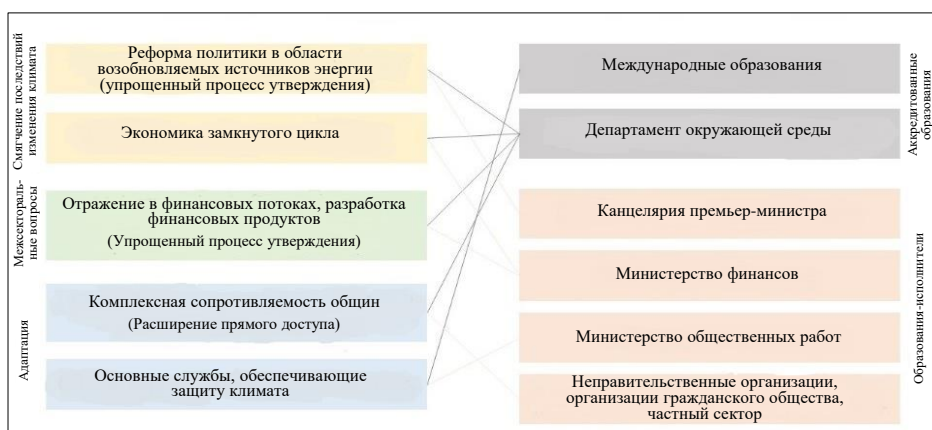 Смягчение последствий
изменения климата
Реформа политики в области
возобновляемых источников энергии
(упрощенный процесс утверждения)
Экономика замкнутого цикла
Межсектораль-
ные вопросы
Отражение в финансовых потоках, разработка
финансовых продуктов
(Упрощенный процесс утверждения)
Адаптация
Комплексная сопротивляемость общин
(Расширение прямого доступа)
Основные службы, обеспечивающие
защиту климата
Международные образования
Департамент окружающей среды
Аккредитованные
образования
Канцелярия премьер-министра
Министерство финансов
Министерство общественных работ
Неправительственные организации,
организации гражданского общества,
частный сектор
Образования-исполнители